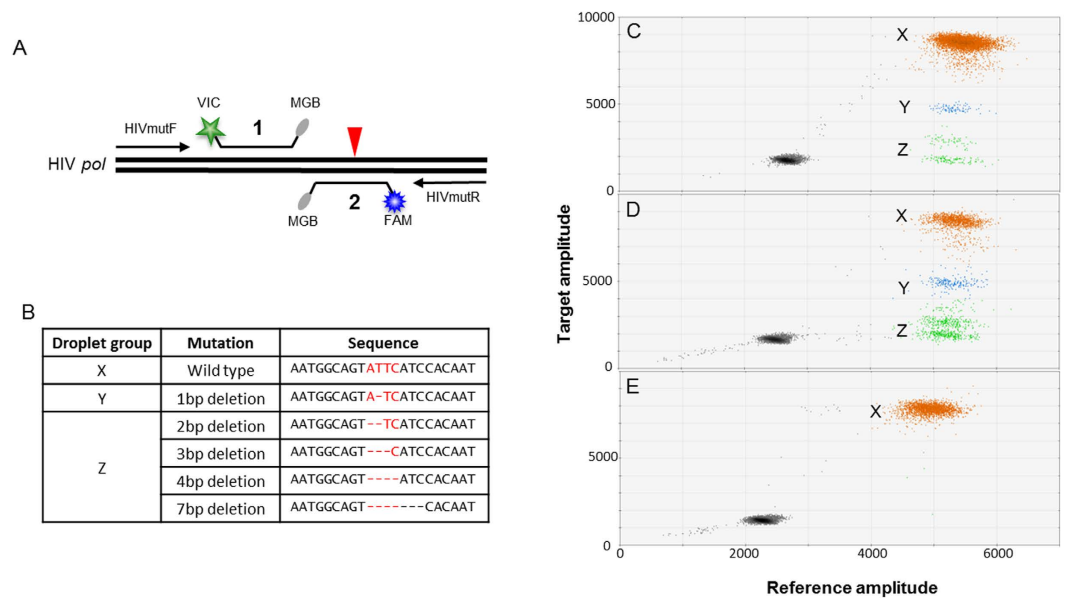 A
VIC
MGB
HIVmutF
1
HIV pol
2
MGB
FAM
HIVmutR
B
Droplet group Mutation Sequence
X Wild type AATGGCAGTATTCATCCACAAT
Y 1bp deletion AATGGCAGTA-TCATCCACAAT
Z
2bp deletion AATGGCAGT--TCATCCACAAT
3bp deletion AATGGCAGT---CATCCACAAT
4bp deletion AATGGCAGT----ATCCACAAT
7bp deletion AATGGCAGT-------CACAAT
Target amplitude
10000
C
X
5000
Y
Z
0
D
X
5000
Y
Z
0
E
X
5000
0
0 2000 4000 6000
Reference amplitude